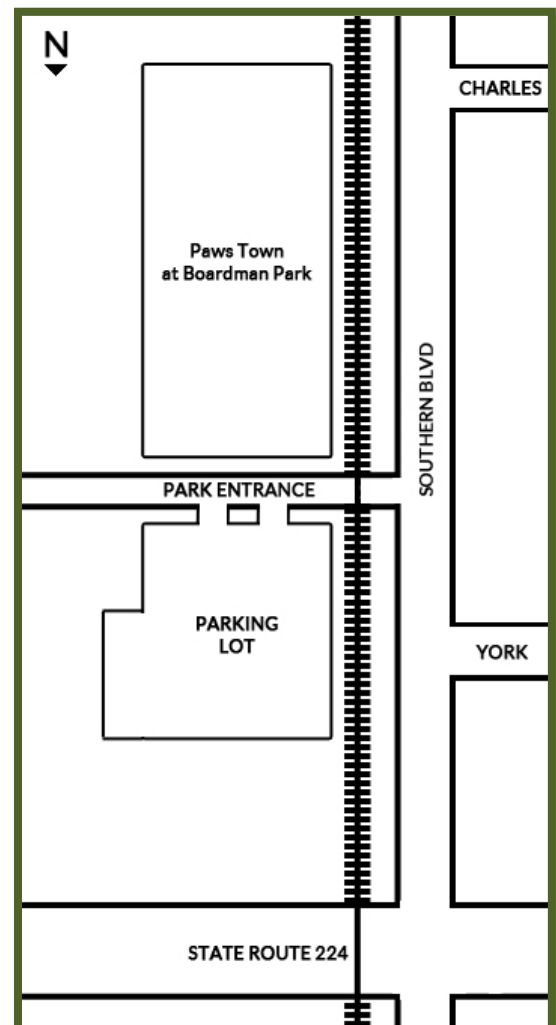 N
CHARLES
Paws Town
at Boardman Park
SOUTHERN BLVD
PARK ENTRANCE
PARKING
LOT
YORK
STATE ROUTE 224